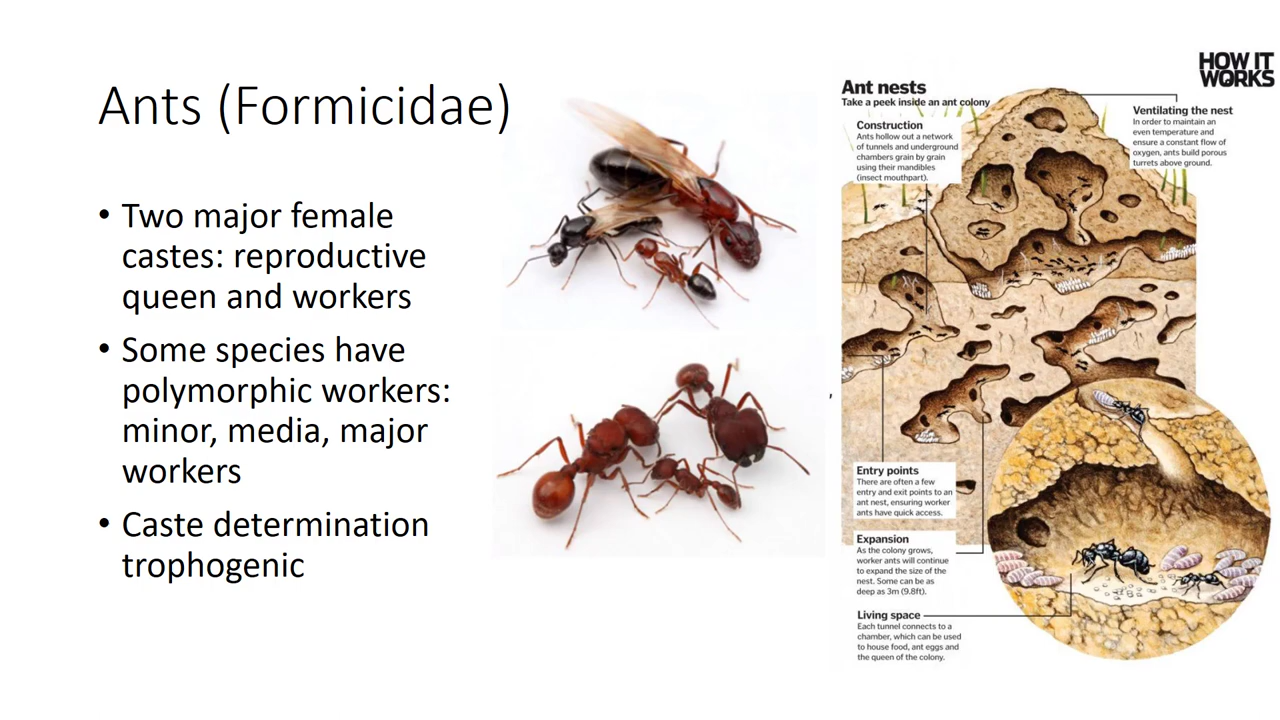 Ants (Formicidae)
• Two major female
castes: reproductive
queen and workers
• Some species have
polymorphic workers:
minor, media, major
workers
• Caste determination
trophogenic
,
HOW IT
WORKS
Ant nests
Take a peek inside an ant colony
Construction
Ants hollow out a network
of tunnels and underground
chambers grain by grain
using their mandibles
(insect mouthpart).
Ventilating the nest
In order to maintain an
even temperature and
ensure a constant flow of
oxygen, ants build porous
turrets above ground.
Entry points
There are often a few
entry and exit points to an
ant nest, ensuring worker
ants have quick access.
Expansion
As the colony grows,
worker ants will continue
to expand the size of the
nest. Some can be as
deep as 3m (9.8ft).
Living space
Each tunnel connects to a
chamber, which can be used
to house food, ant eggs and
the queen of the colony.